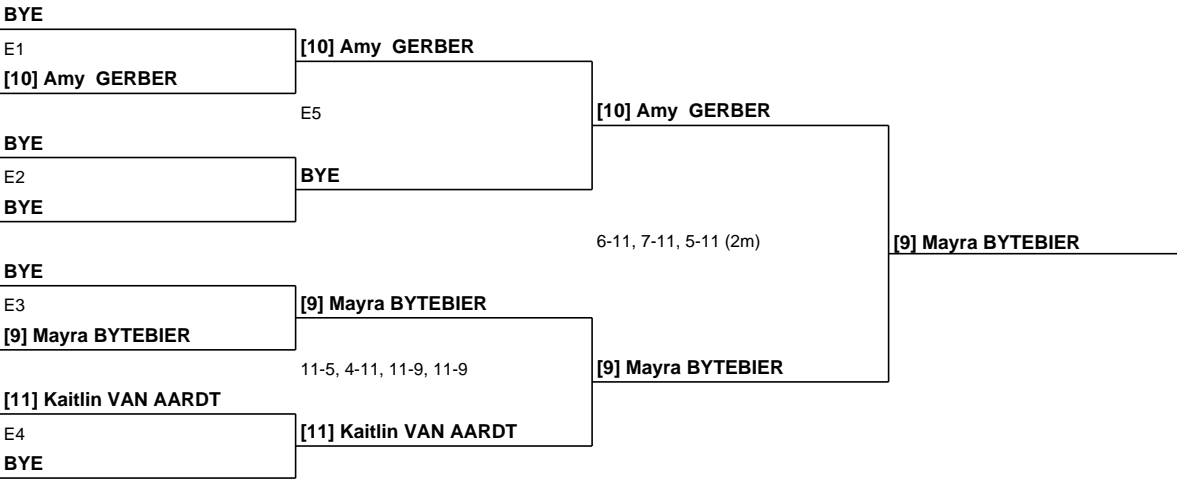 BYE
E1
[10] Amy GERBER
[10] Amy GERBER
E5
[10] Amy GERBER
BYE
E2
BYE
BYE
6-11, 7-11, 5-11 (2m)
[9] Mayra BYTEBIER
BYE
E3
[9] Mayra BYTEBIER
[9] Mayra BYTEBIER
11-5, 4-11, 11-9, 11-9
[9] Mayra BYTEBIER
[11] Kaitlin VAN AARDT
E4
[11] Kaitlin VAN AARDT
BYE